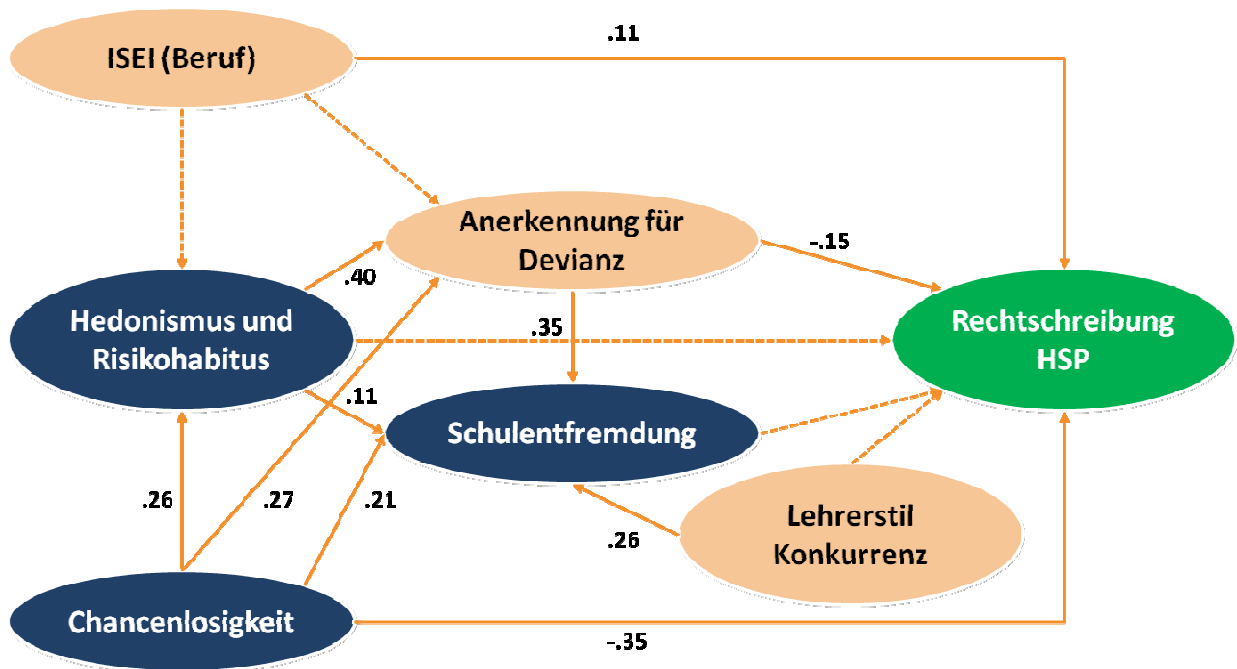 .11
ISEI (Beruf)
Anerkennung für
Devianz
-.15
.40
Hedonismus und
Risikohabitus
.35
Rechtschreibung
HSP
.11
Schulentfremdung
.26
.27
.21
Lehrerstil
Konkurrenz
.26
Chancenlosigkeit
-.35